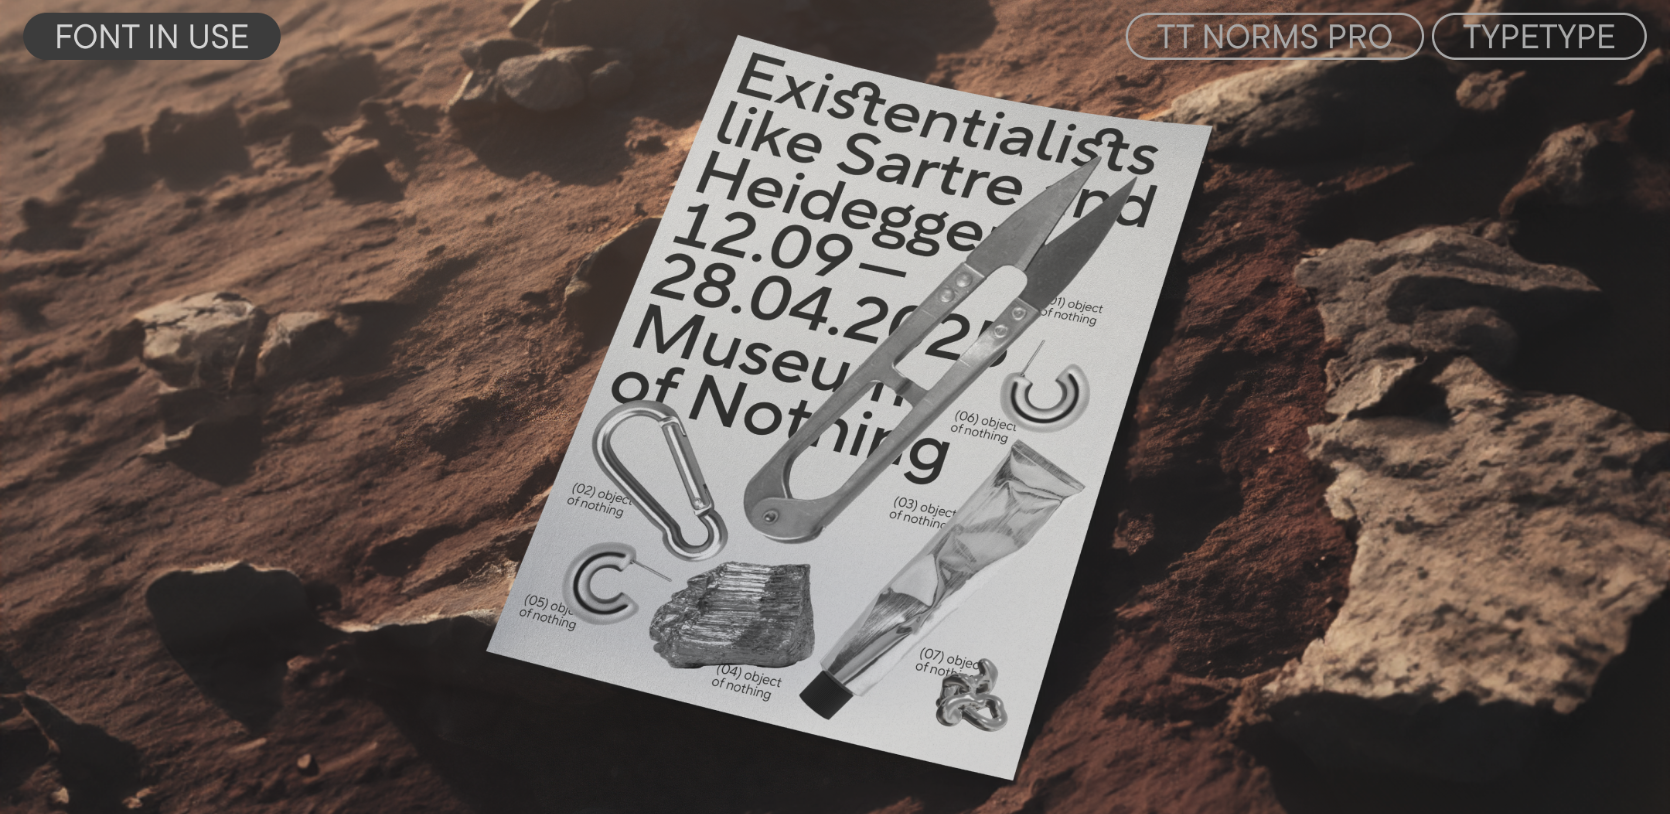 FONT IN USE
TT NORMS PRO
TYPETYPE
Existentialists
like Sartre and
Heidegger
12.09—
28.04.2025
Museum
of Nothing
(01) object
of nothing
(06) object
of nothing
(02) object
of nothing
(03) object
of nothing
(05) object
of nothing
(04) object
of nothing
(07) object
of nothing